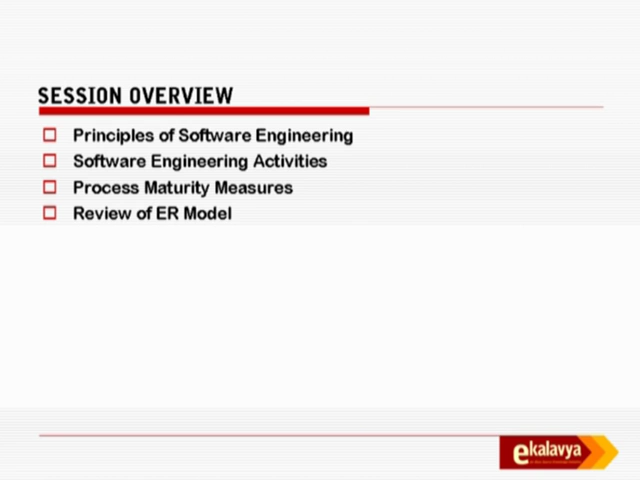 SESSION OVERVIEW
Principles of Software Engineering
Software Engineering Activities
Process Maturity Measures
Review of ER Model
ekalavya